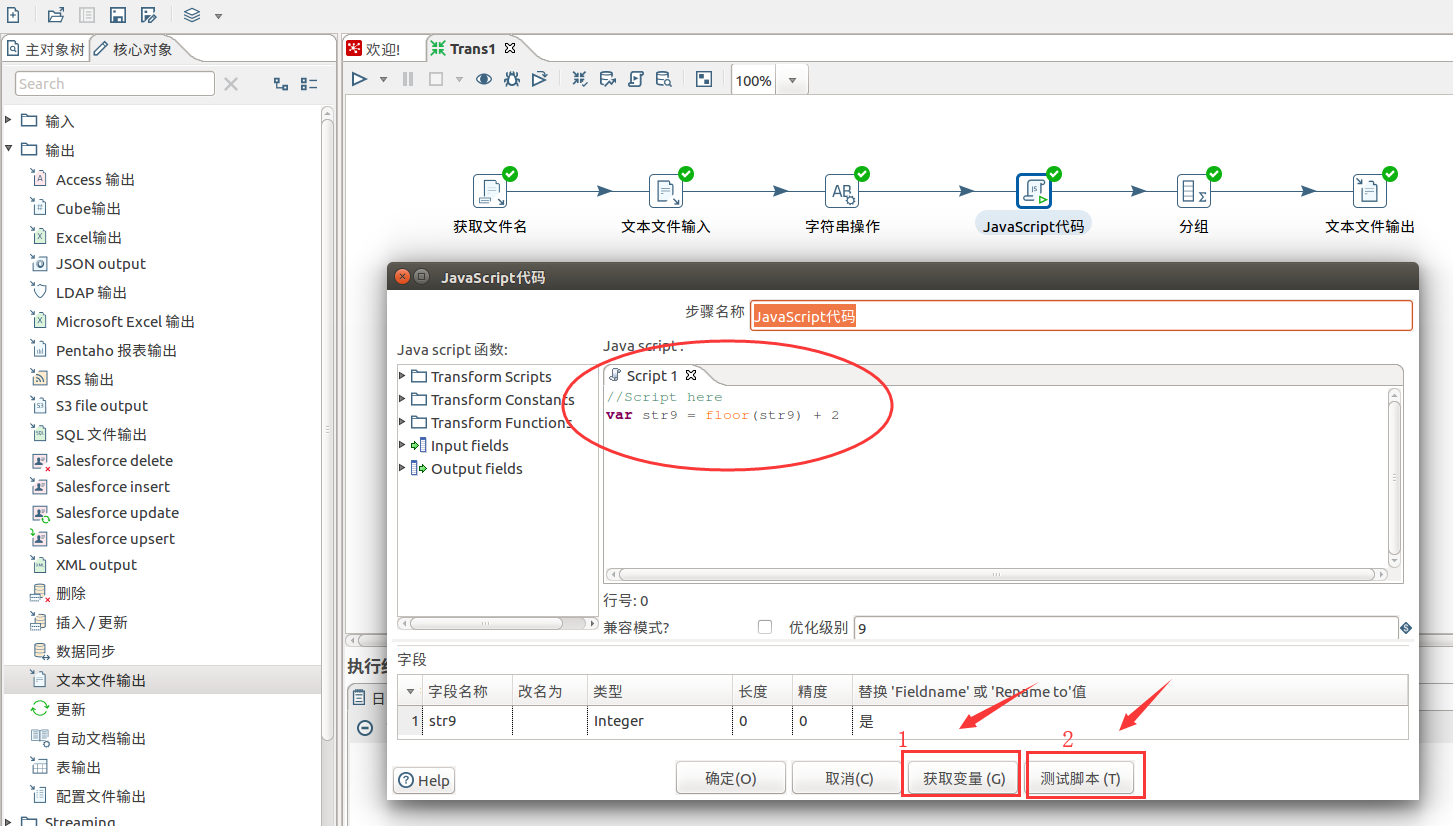 主对象树
核心对象
欢迎!
Trans1
Search
100%
输入
输出
Access 输出
Cube输出
Excel输出
JSON output
LDAP 输出
Microsoft Excel 输出
Pentaho 报表输出
RSS 输出
S3 file output
SQL 文件输出
Salesforce delete
Salesforce insert
Salesforce update
Salesforce upsert
XML output
删除
插入 / 更新
数据同步
文本文件输出
更新
自动文档输出
表输出
配置文件输出
Streaming
获取文件名
文本文件输入
字符串操作
JavaScript代码
分组
文本文件输出
执行结
日
JavaScript代码
步骤名称
JavaScript代码
Java script 函数:
Java script :
Transform Scripts
Transform Constants
Transform Functions
Input fields
Output fields
Script 1
//Script here
var str9 = floor(str9) + 2
行号: 0
兼容模式?
优化级别
9
字段
字段名称 改名为 类型 长度 精度 替换 'Fieldname' 或 'Rename to'值
1 str9 Integer 0 0 是
1
2
Help
确定(O)
取消(C)
获取变量 (G)
测试脚本 (T)